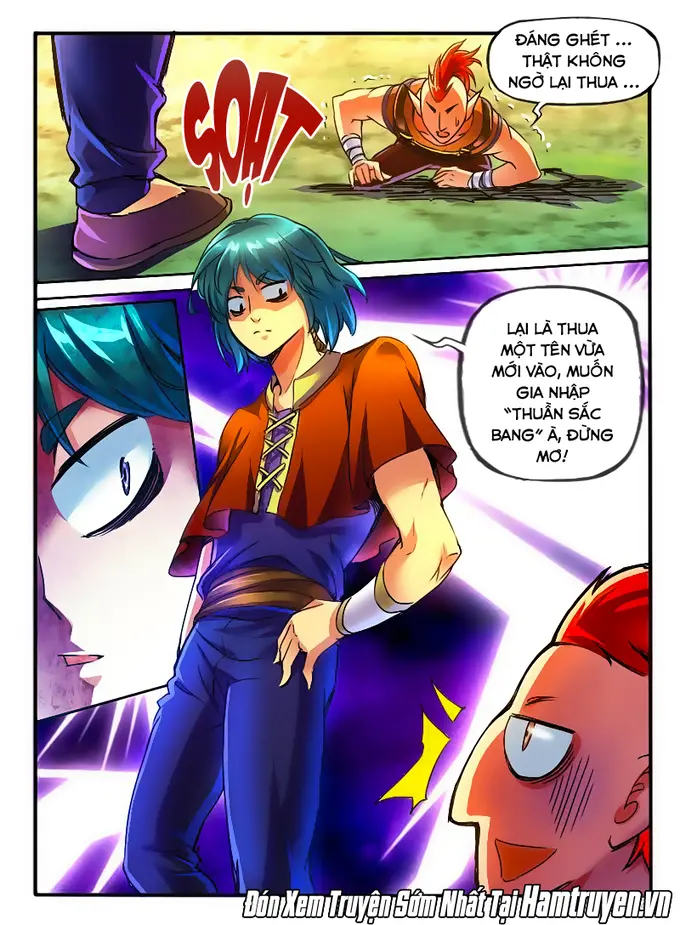 ĐÁNG GHÉT ...
THẬT KHÔNG
NGỜ LẠI THUA ...
SOẠT
LẠI LÀ THUA
MỘT TÊN VỪA
MỚI VÀO, MUỐN
GIA NHẬP
“THUẦN SẮC
BANG” À, ĐỪNG
MƠ!
Đón Xem Truyện Sớm Nhất Tại Hamtruyen.vn